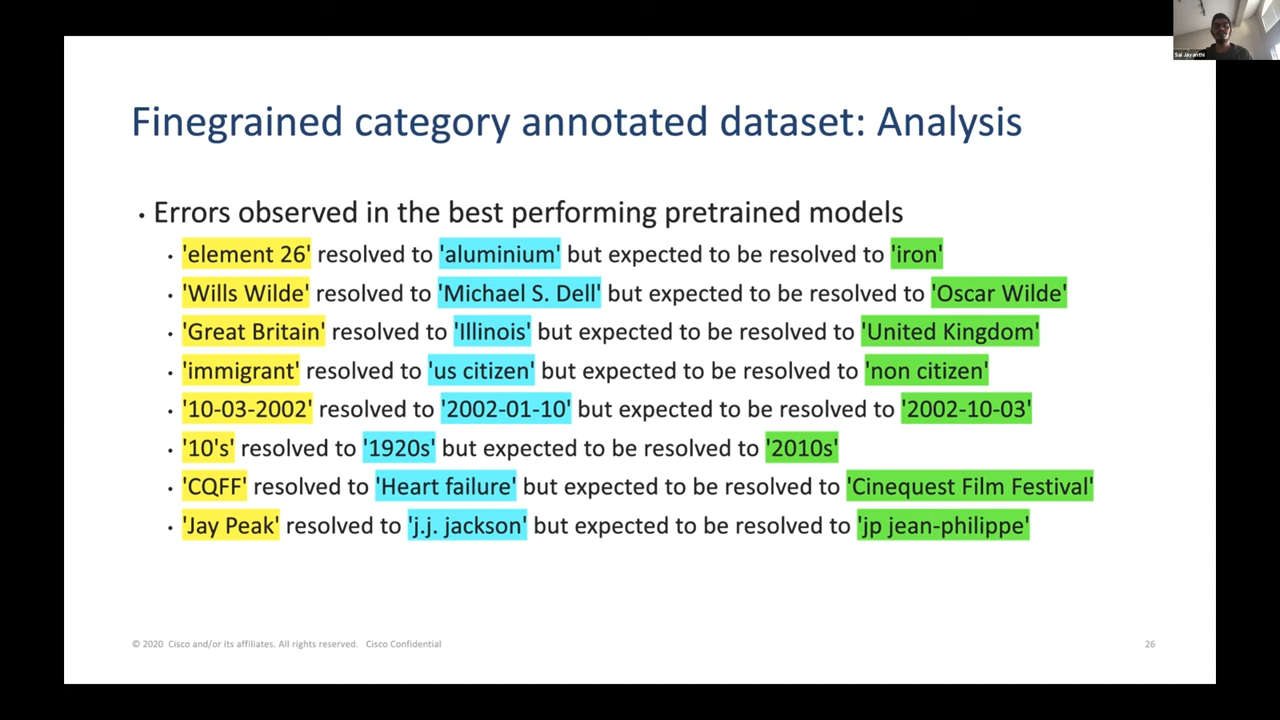 Sai Jayanthi
Finegrained category annotated dataset: Analysis
• Errors observed in the best performing pretrained models
• 'element 26' resolved to 'aluminium' but expected to be resolved to 'iron'
• 'Wills Wilde' resolved to 'Michael S. Dell' but expected to be resolved to 'Oscar Wilde'
• 'Great Britain' resolved to 'Illinois' but expected to be resolved to 'United Kingdom'
• 'immigrant' resolved to 'us citizen' but expected to be resolved to 'non citizen'
• '10-03-2002' resolved to '2002-01-10' but expected to be resolved to '2002-10-03'
• '10's' resolved to '1920s' but expected to be resolved to '2010s'
• 'CQFF' resolved to 'Heart failure' but expected to be resolved to 'Cinequest Film Festival'
• 'Jay Peak' resolved to 'j.j. jackson' but expected to be resolved to 'jp jean-philippe'
© 2020 Cisco and/or its affiliates. All rights reserved. Cisco Confidential
26